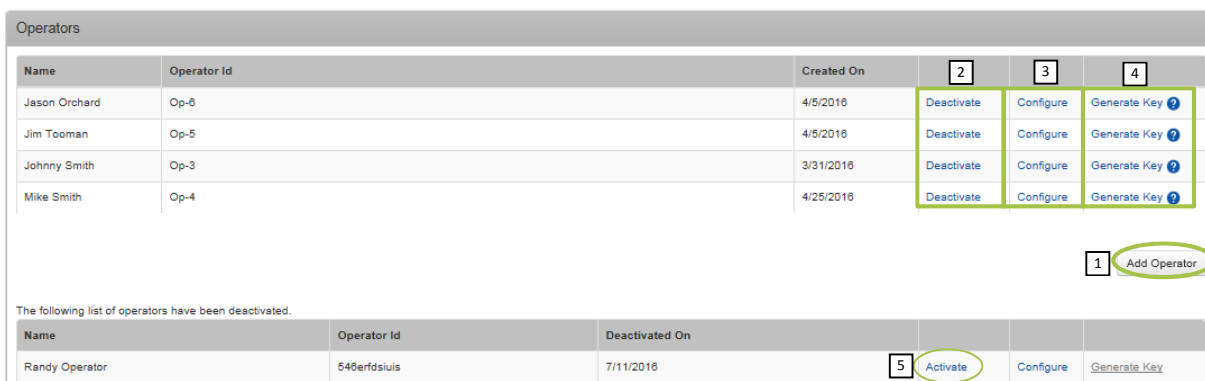 Operators
Name Operator Id Created On 2 3 4
Jason Orchard Op-6 4/5/2016 Deactivate Configure Generate Key ?
Jim Tooman Op-5 4/5/2016 Deactivate Configure Generate Key ?
Johnny Smith Op-3 3/31/2016 Deactivate Configure Generate Key ?
Mike Smith Op-4 4/25/2016 Deactivate Configure Generate Key ?
1 Add Operator
The following list of operators have been deactivated.
Name Operator Id Deactivated On
Randy Operator 546erfdsiuis 7/11/2016 5 Activate Configure Generate Key